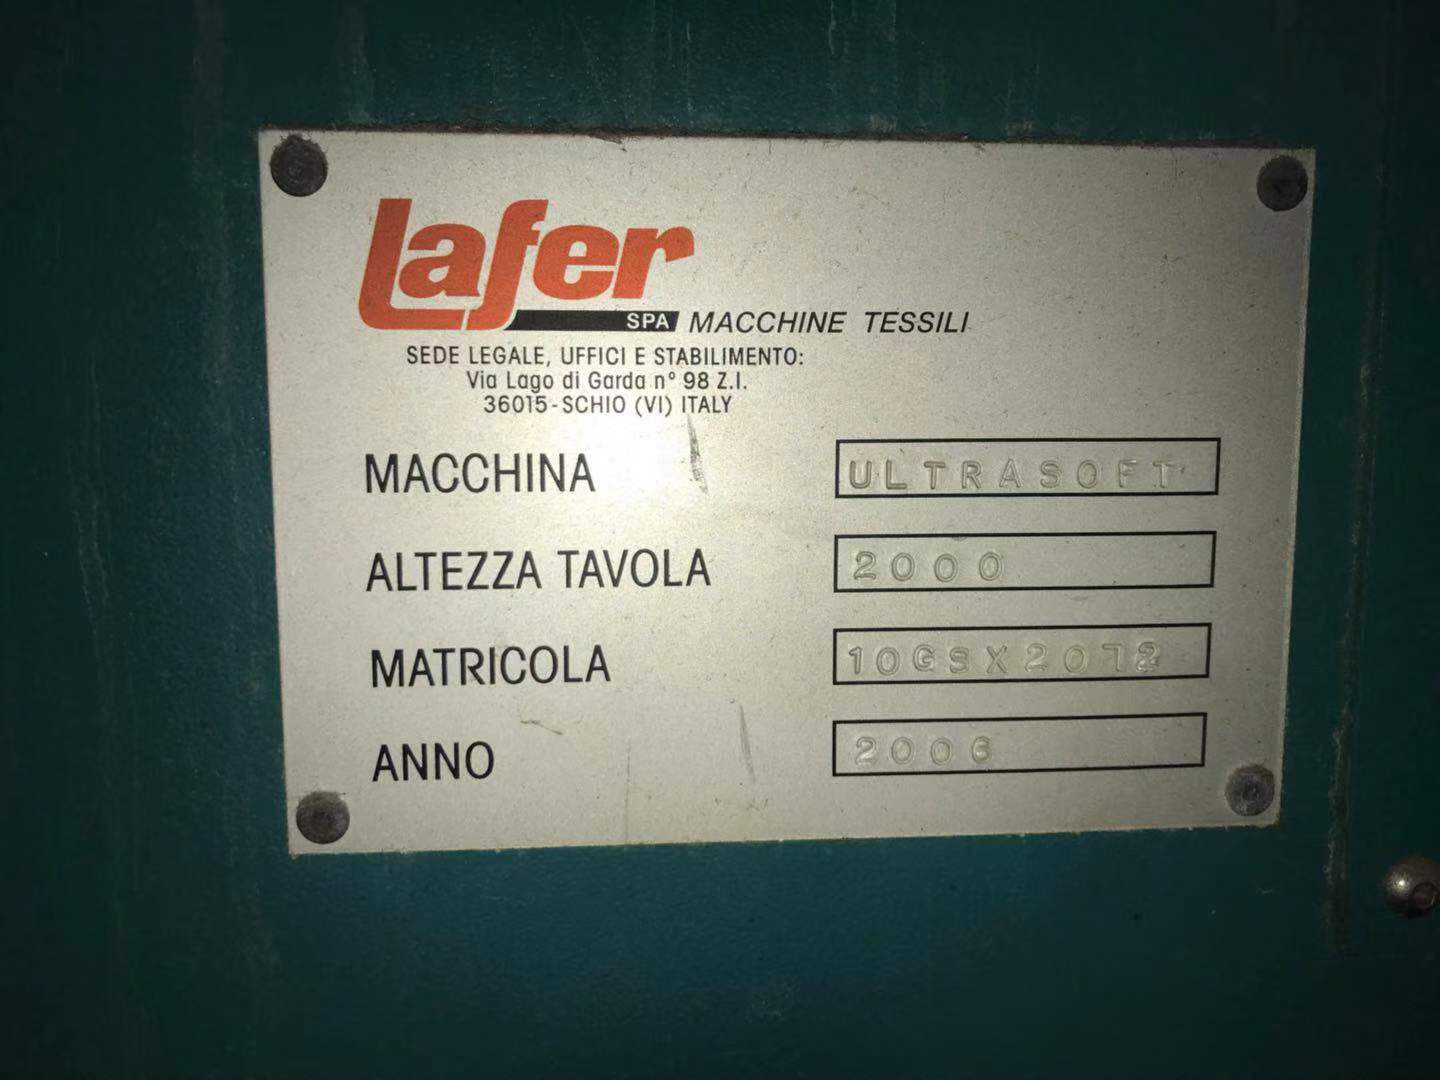 Lafer
SPA MACCHINE TESSILI
SEDE LEGALE, UFFICI E STABILIMENTO:
Via Lago di Garda n° 98 Z.I.
36015-SCHIO (VI) ITALY
MACCHINA ULTRASOFT
ALTEZZA TAVOLA 2000
MATRICOLA 10GSX2072
ANNO 2006